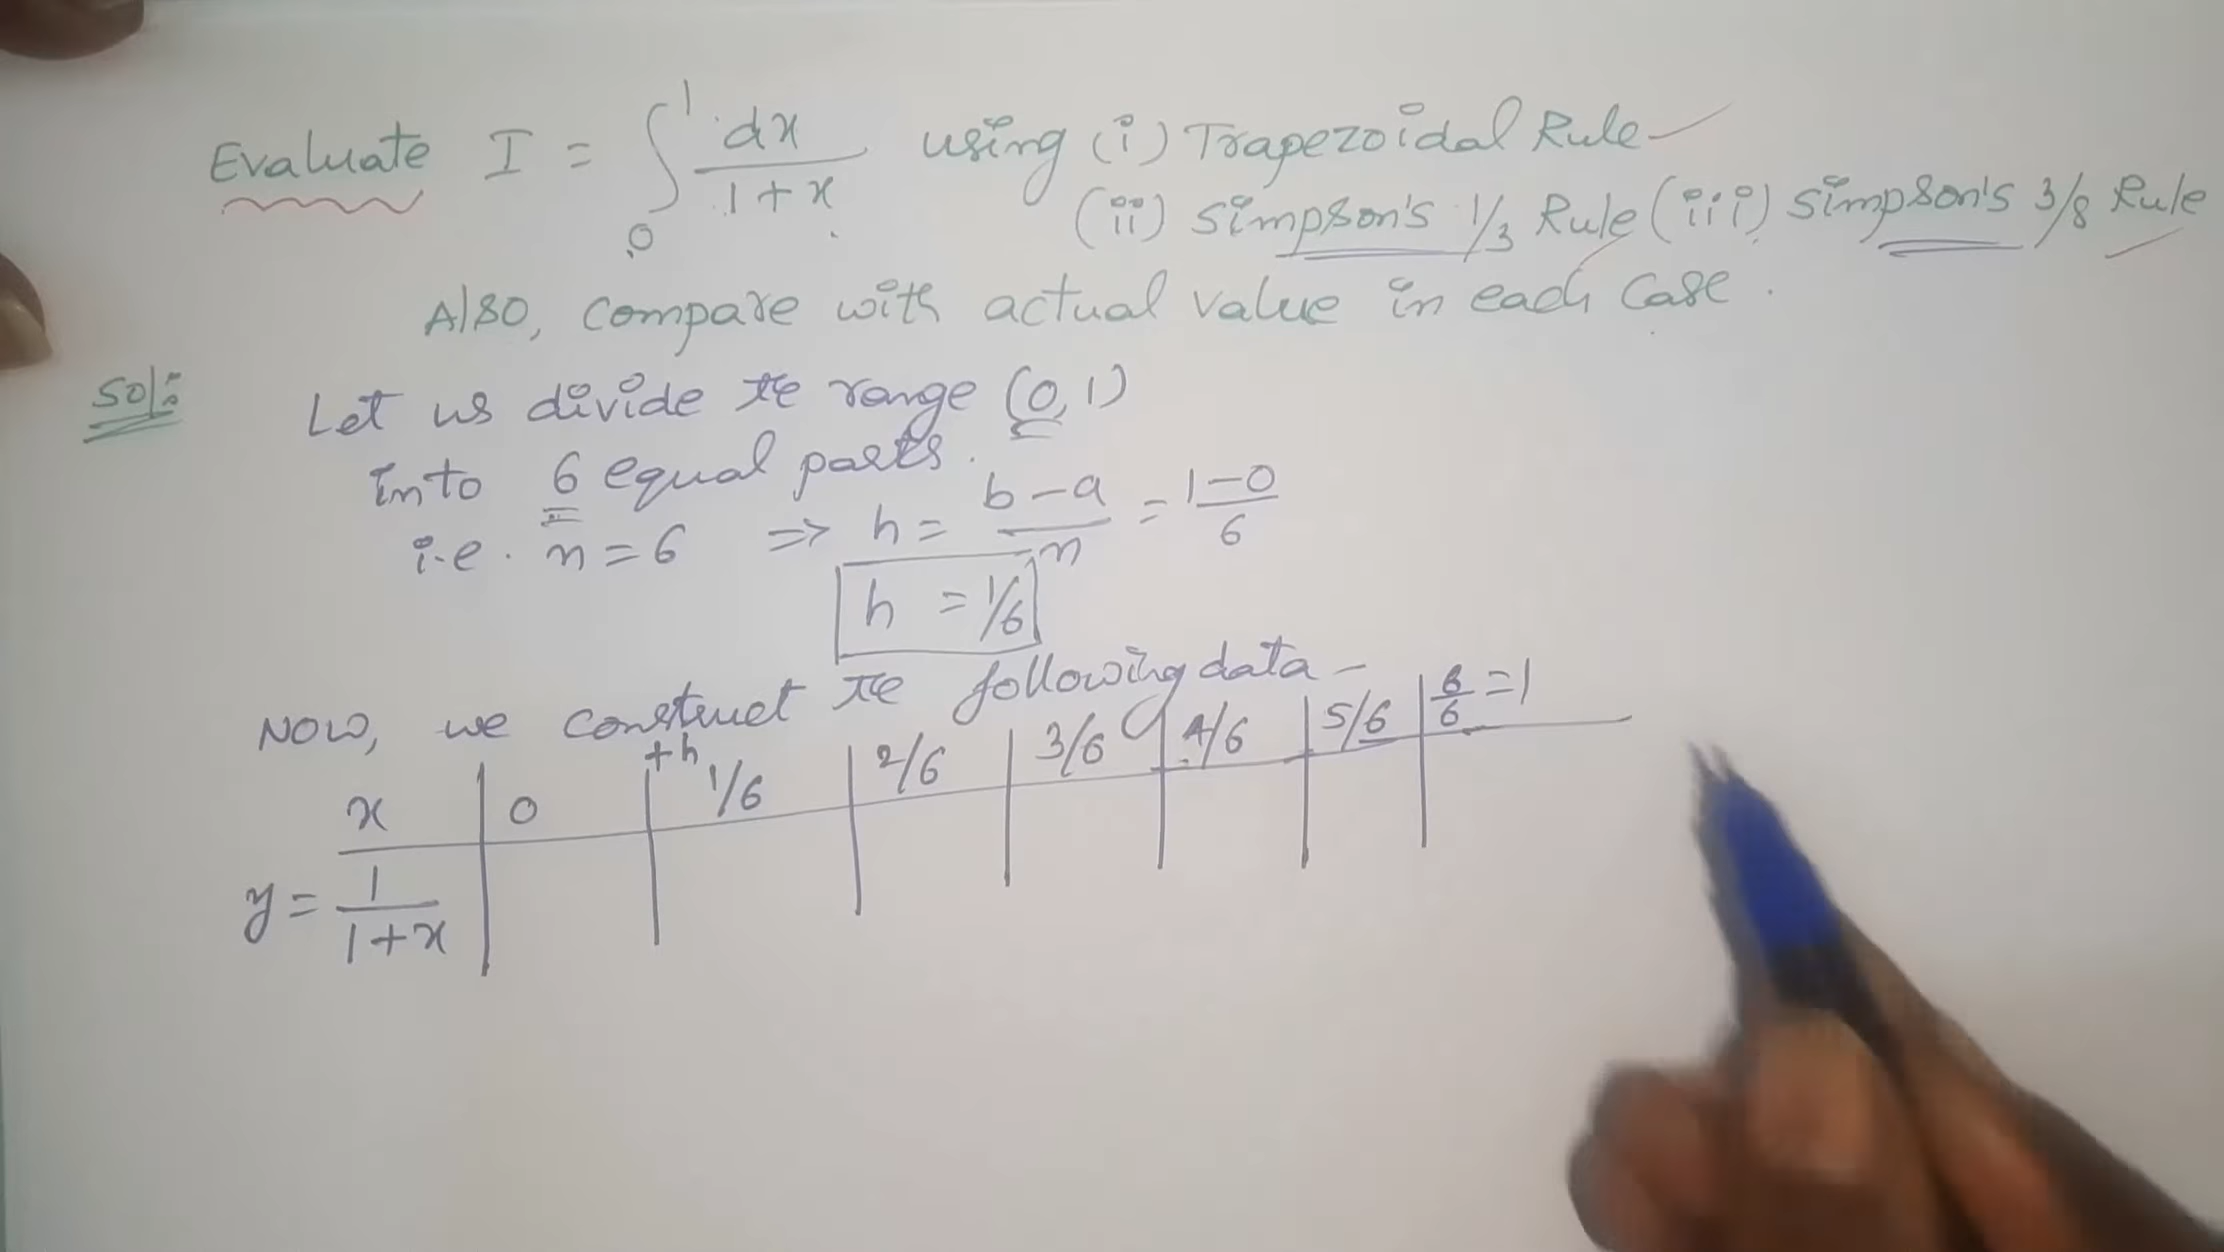 Evaluate I = ∫₀¹ dx/(1+x) using (i) Trapezoidal Rule
(ii) Simpson's 1/3 Rule (iii) Simpson's 3/8 Rule
Also, compare with actual value in each case.
Sol: Let us divide the range (0,1)
into 6 equal parts.
i.e. n=6 => h = (b-a)/n = (1-0)/6
h = 1/6
Now, we construct the following data -
x | 0 | +h 1/6 | 2/6 | 3/6 | 4/6 | 5/6 | 6/6 = 1
y = 1/(1+x)